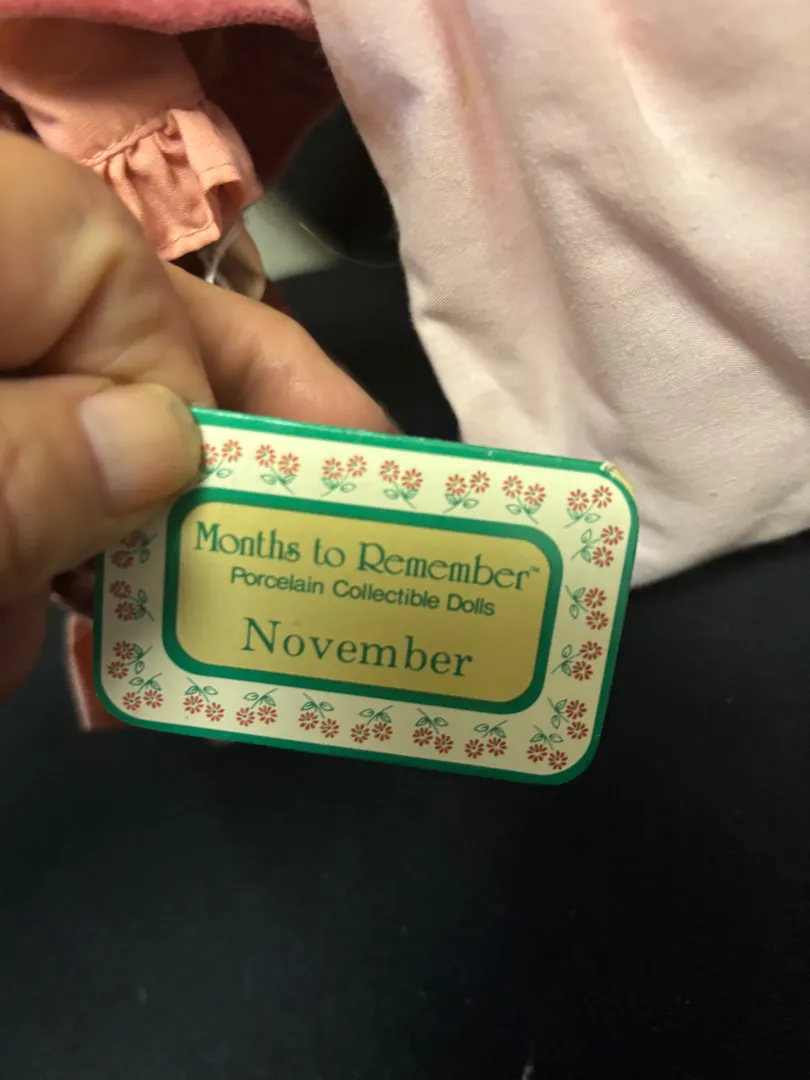 Months to Remember™
Porcelain Collectible Dolls
November